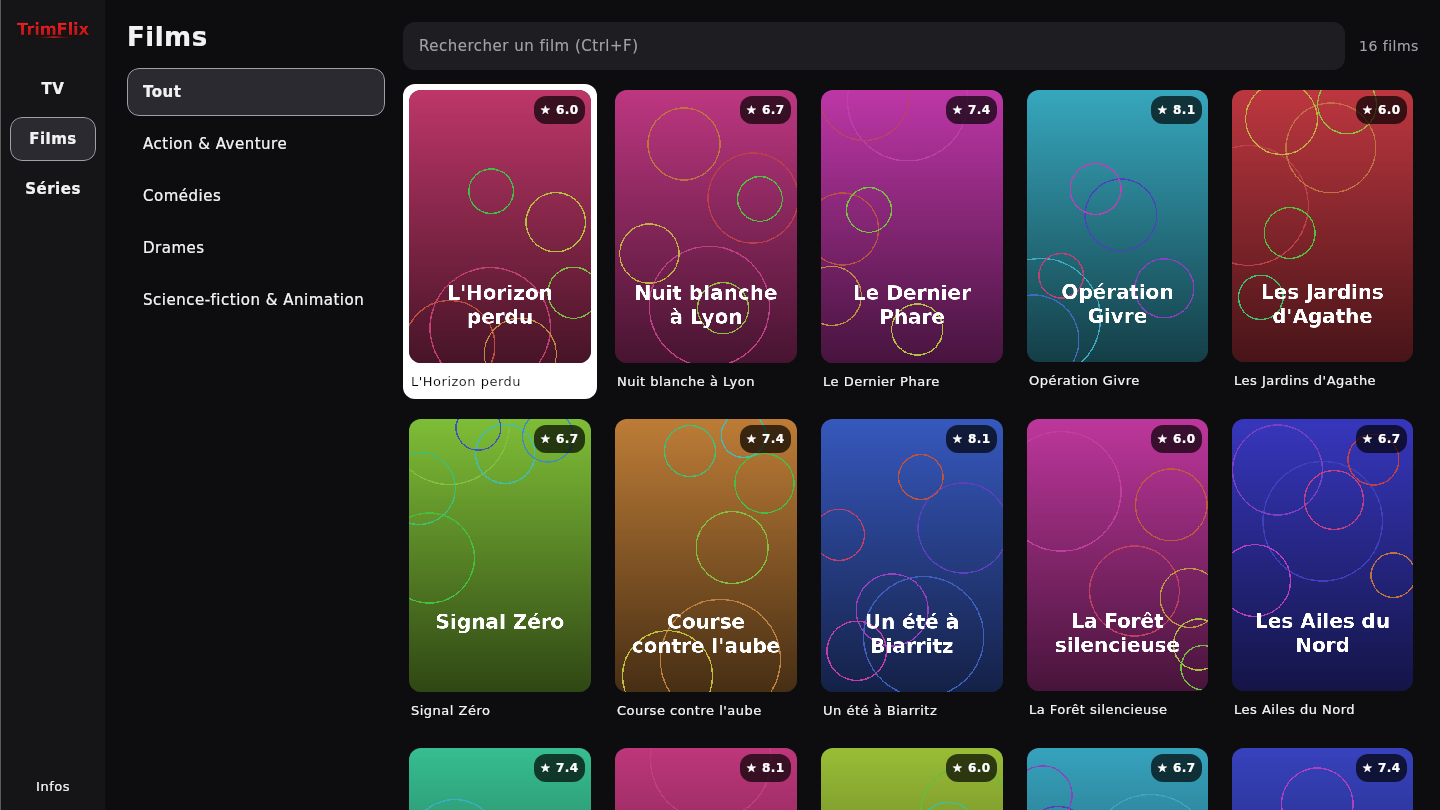 TrimFlix
TV
Films
Séries
Infos
Films
Tout
Action & Aventure
Comédies
Drames
Science-fiction & Animation
Rechercher un film (Ctrl+F)
16 films
★ 6.0
L'Horizon
perdu
L'Horizon perdu
★ 6.7
Nuit blanche
à Lyon
Nuit blanche à Lyon
★ 7.4
Le Dernier
Phare
Le Dernier Phare
★ 8.1
Opération
Givre
Opération Givre
★ 6.0
Les Jardins
d'Agathe
Les Jardins d'Agathe
★ 6.7
Signal Zéro
Signal Zéro
★ 7.4
Course
contre l'aube
Course contre l'aube
★ 8.1
Un été à
Biarritz
Un été à Biarritz
★ 6.0
La Forêt
silencieuse
La Forêt silencieuse
★ 6.7
Les Ailes du
Nord
Les Ailes du Nord
★ 7.4
★ 8.1
★ 6.0
★ 6.7
★ 7.4